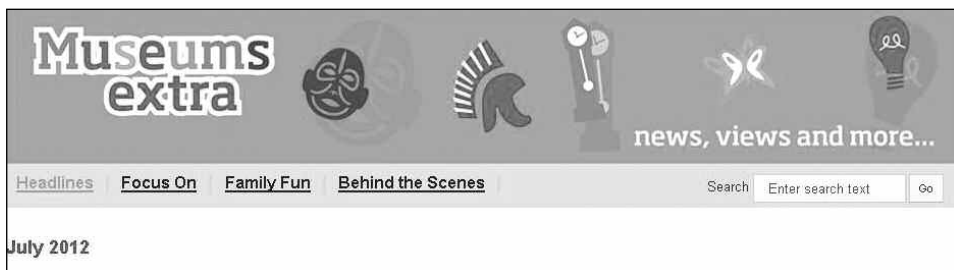 Museums
extra
news, views and more...
Headlines Focus On Family Fun Behind the Scenes Search Enter search text Go
July 2012